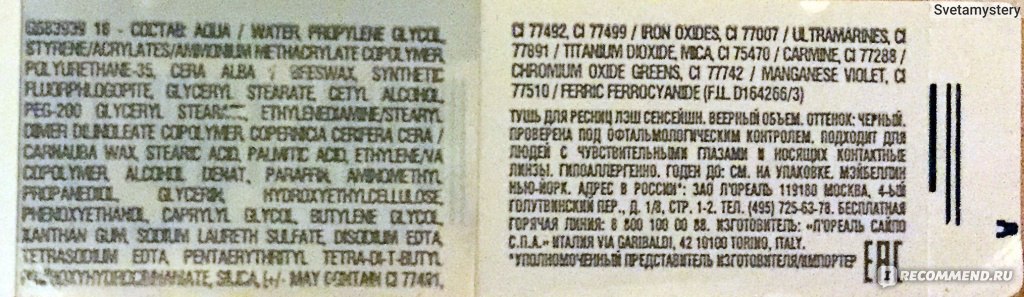 Svetamystery
G583939 18 - СОСТАВ: AQUA / WATER, PROPYLENE GLYCOL,
STYRENE/ACRYLATES/AMMONIUM METHACRYLATE COPOLYMER,
POLYURETHANE-35, CERA ALBA / BEESWAX, SYNTHETIC
FLUORPHLOGOPITE, GLYCERYL STEARATE, CETYL ALCOHOL,
PEG-200 GLYCERYL STEARATE, ETHYLENEDIAMINE/STEARYL
DIMER DILINOLEATE COPOLYMER, COPERNICIA CERIFERA CERA /
CARNAUBA WAX, STEARIC ACID, PALMITIC ACID, ETHYLENE/VA
COPOLYMER, ALCOHOL DENAT., PARAFFIN, AMINOMETHYL
PROPANEDIOL, GLYCERIN, HYDROXYETHYLCELLULOSE,
PHENOXYETHANOL, CAPRYLYL GLYCOL, BUTYLENE GLYCOL,
XANTHAN GUM, SODIUM LAURETH SULFATE, DISODIUM EDTA,
TETRASODIUM EDTA, PENTAERYTHRITYL TETRA-DI-T-BUTYL
HYDROXYHYDROCINNAMATE, SILICA, [+/- MAY CONTAIN CI 77491,
CI 77492, CI 77499 / IRON OXIDES, CI 77007 / ULTRAMARINES, CI
77891 / TITANIUM DIOXIDE, MICA, CI 75470 / CARMINE, CI 77288 /
CHROMIUM OXIDE GREENS, CI 77742 / MANGANESE VIOLET, CI
77510 / FERRIC FERROCYANIDE (F.I.L. D164266/3)
ТУШЬ ДЛЯ РЕСНИЦ ЛЭШ СЕНСЕЙШН. ВЕЕРНЫЙ ОБЪЕМ. ОТТЕНОК: ЧЕРНЫЙ.
ПРОВЕРЕНА ПОД ОФТАЛЬМОЛОГИЧЕСКИМ КОНТРОЛЕМ. ПОДХОДИТ ДЛЯ
ЛЮДЕЙ С ЧУВСТВИТЕЛЬНЫМИ ГЛАЗАМИ И НОСЯЩИХ КОНТАКТНЫЕ
ЛИНЗЫ. ГИПОАЛЛЕРГЕННО. ГОДЕН ДО: СМ. НА УПАКОВКЕ. МЭЙБЕЛЛИН
НЬЮ-ЙОРК. АДРЕС В РОССИИ*: ЗАО Л'ОРЕАЛЬ 119180 МОСКВА, 4-ЫЙ
ГОЛУТВИНСКИЙ ПЕР., Д. 1/8, СТР. 1-2. ТЕЛ. (495) 725-63-78. БЕСПЛАТНАЯ
ГОРЯЧАЯ ЛИНИЯ: 8 800 100 00 88. ИЗГОТОВИТЕЛЬ: «Л'ОРЕАЛЬ САЙПО
С.П.А.» ИТАЛИЯ VIA GARIBALDI, 42 10100 TORINO, ITALY.
*УПОЛНОМОЧЕННЫЙ ПРЕДСТАВИТЕЛЬ ИЗГОТОВИТЕЛЯ/ИМПОРТЕР
EAC
RECOMMEND.RU